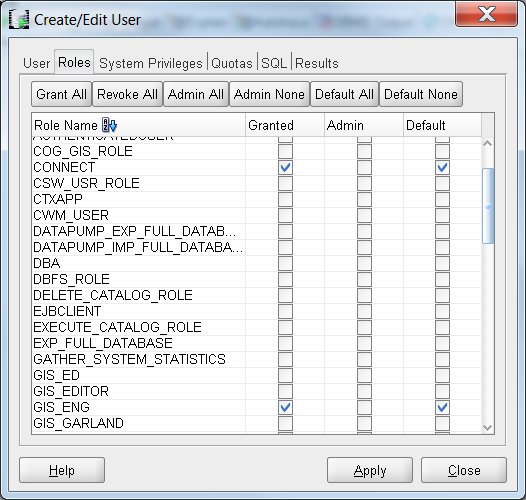 Create/Edit User
User Roles System Privileges Quotas SQL Results
Grant All Revoke All Admin All Admin None Default All Default None
Role Name Granted Admin Default
AUTHENTICATEDUSER
COG_GIS_ROLE
CONNECT
CSW_USR_ROLE
CTXAPP
CWM_USER
DATAPUMP_EXP_FULL_DATAB...
DATAPUMP_IMP_FULL_DATABA...
DBA
DBFS_ROLE
DELETE_CATALOG_ROLE
EJBCLIENT
EXECUTE_CATALOG_ROLE
EXP_FULL_DATABASE
GATHER_SYSTEM_STATISTICS
GIS_ED
GIS_EDITOR
GIS_ENG
GIS_GARLAND
Help Apply Close